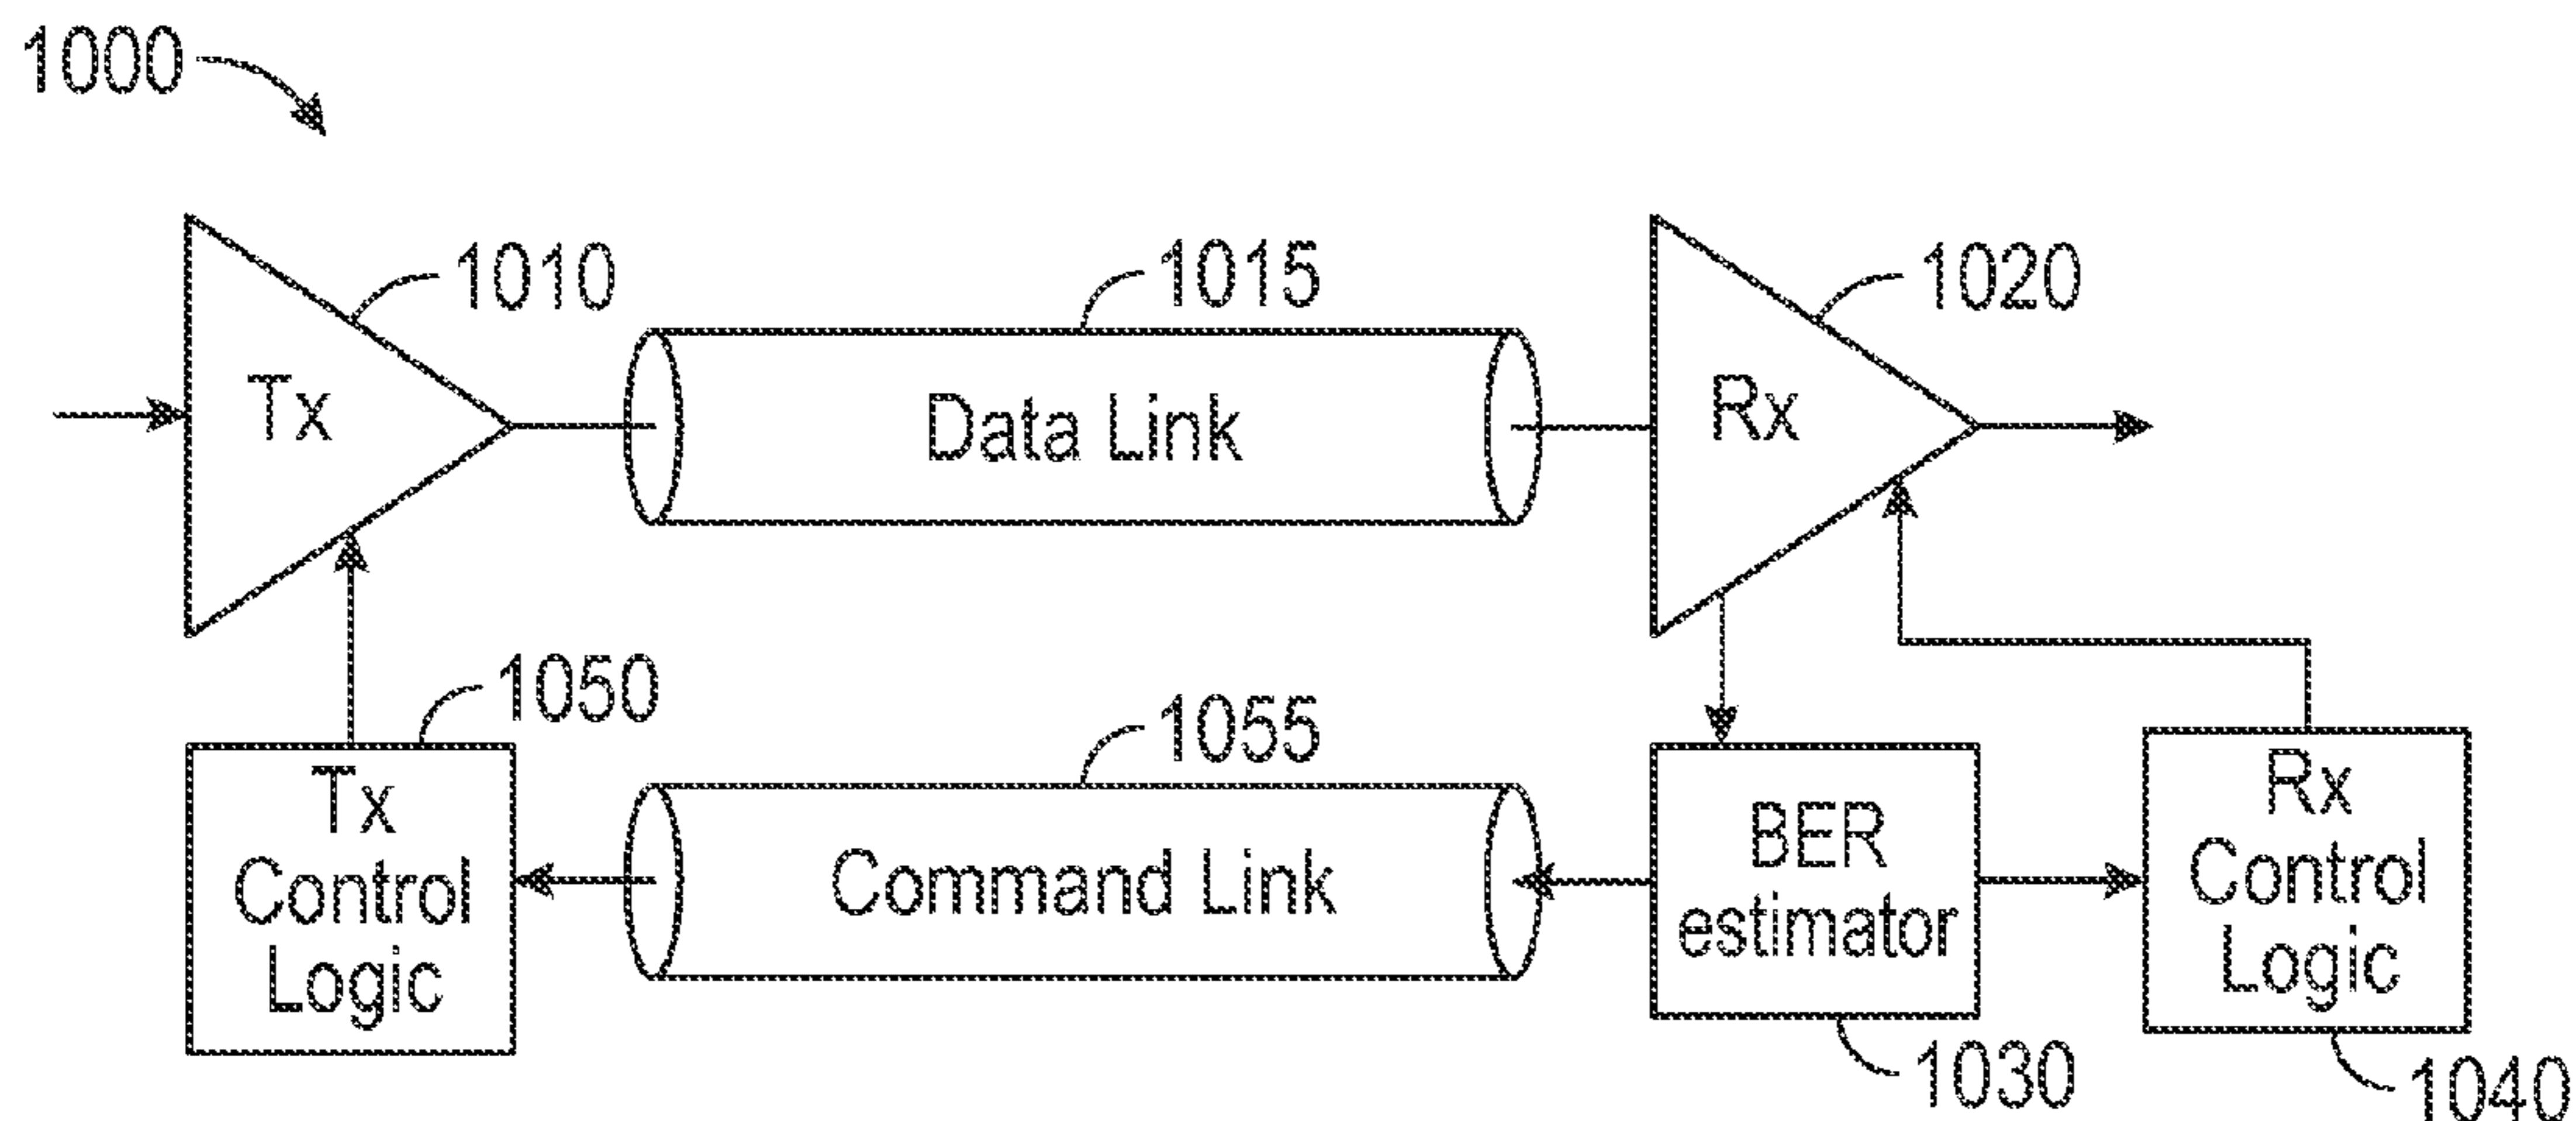 1000
1010
1015
1020
Tx
Data Link
Rx
1050
1055
Tx
Control
Logic
Command Link
BER
estimator
Rx
Control
Logic
1030
1040